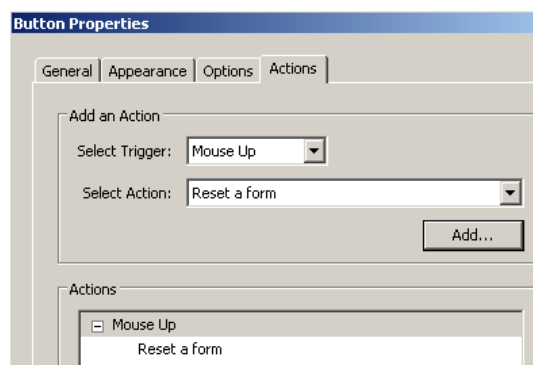 Button Properties
General Appearance Options Actions
Add an Action
Select Trigger: Mouse Up
Select Action: Reset a form
Add...
Actions
Mouse Up
Reset a form